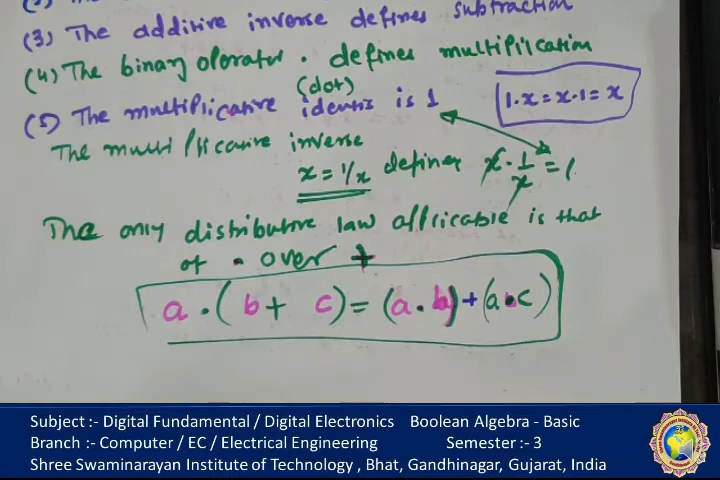 (3) The additive inverse defines subtraction
(4) The binary operator . defines multiplication
(dot)
(5) The multiplicative identity is 1
1·x = x·1 = x
The multiplicative inverse
x = 1/x defines x · 1/x = 1
The only distributive law applicable is that
of · over +
a · (b + c) = (a · b) + (a · c)
Subject :- Digital Fundamental / Digital Electronics Boolean Algebra - Basic
Branch :- Computer / EC / Electrical Engineering Semester :- 3
Shree Swaminarayan Institute of Technology , Bhat, Gandhinagar, Gujarat, India